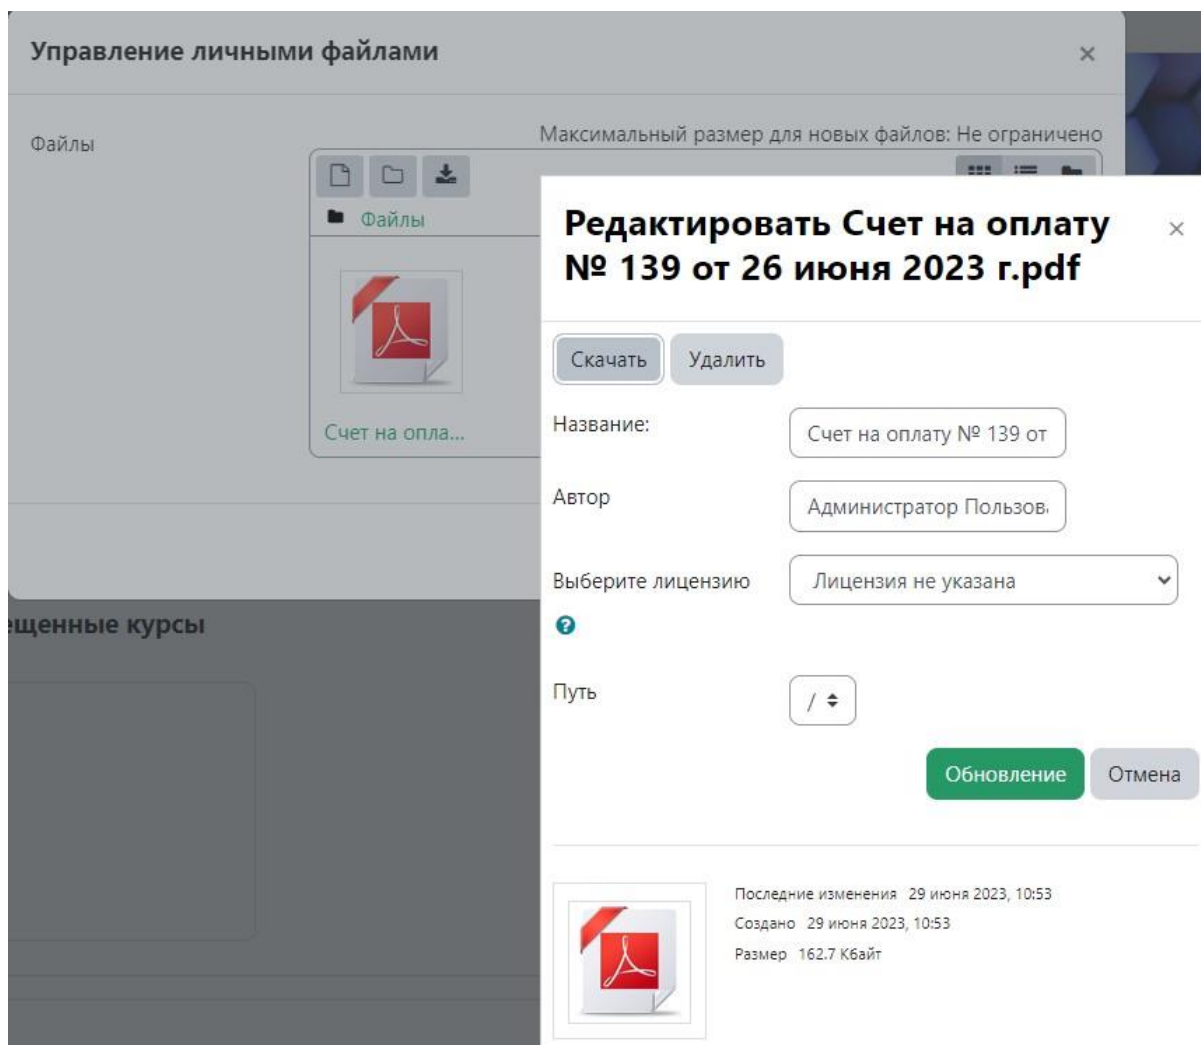 Управление личными файлами
Файлы
Максимальный размер для новых файлов: Не ограничено
Файлы
Счет на опла...
Редактировать Счет на оплату
№ 139 от 26 июня 2023 г.pdf
Скачать Удалить
Название: Счет на оплату № 139 от
Автор Администратор Пользов
Выберите лицензию Лицензия не указана
Путь /
Обновление Отмена
Последние изменения 29 июня 2023, 10:53
Создано 29 июня 2023, 10:53
Размер 162.7 Кбайт
курсы